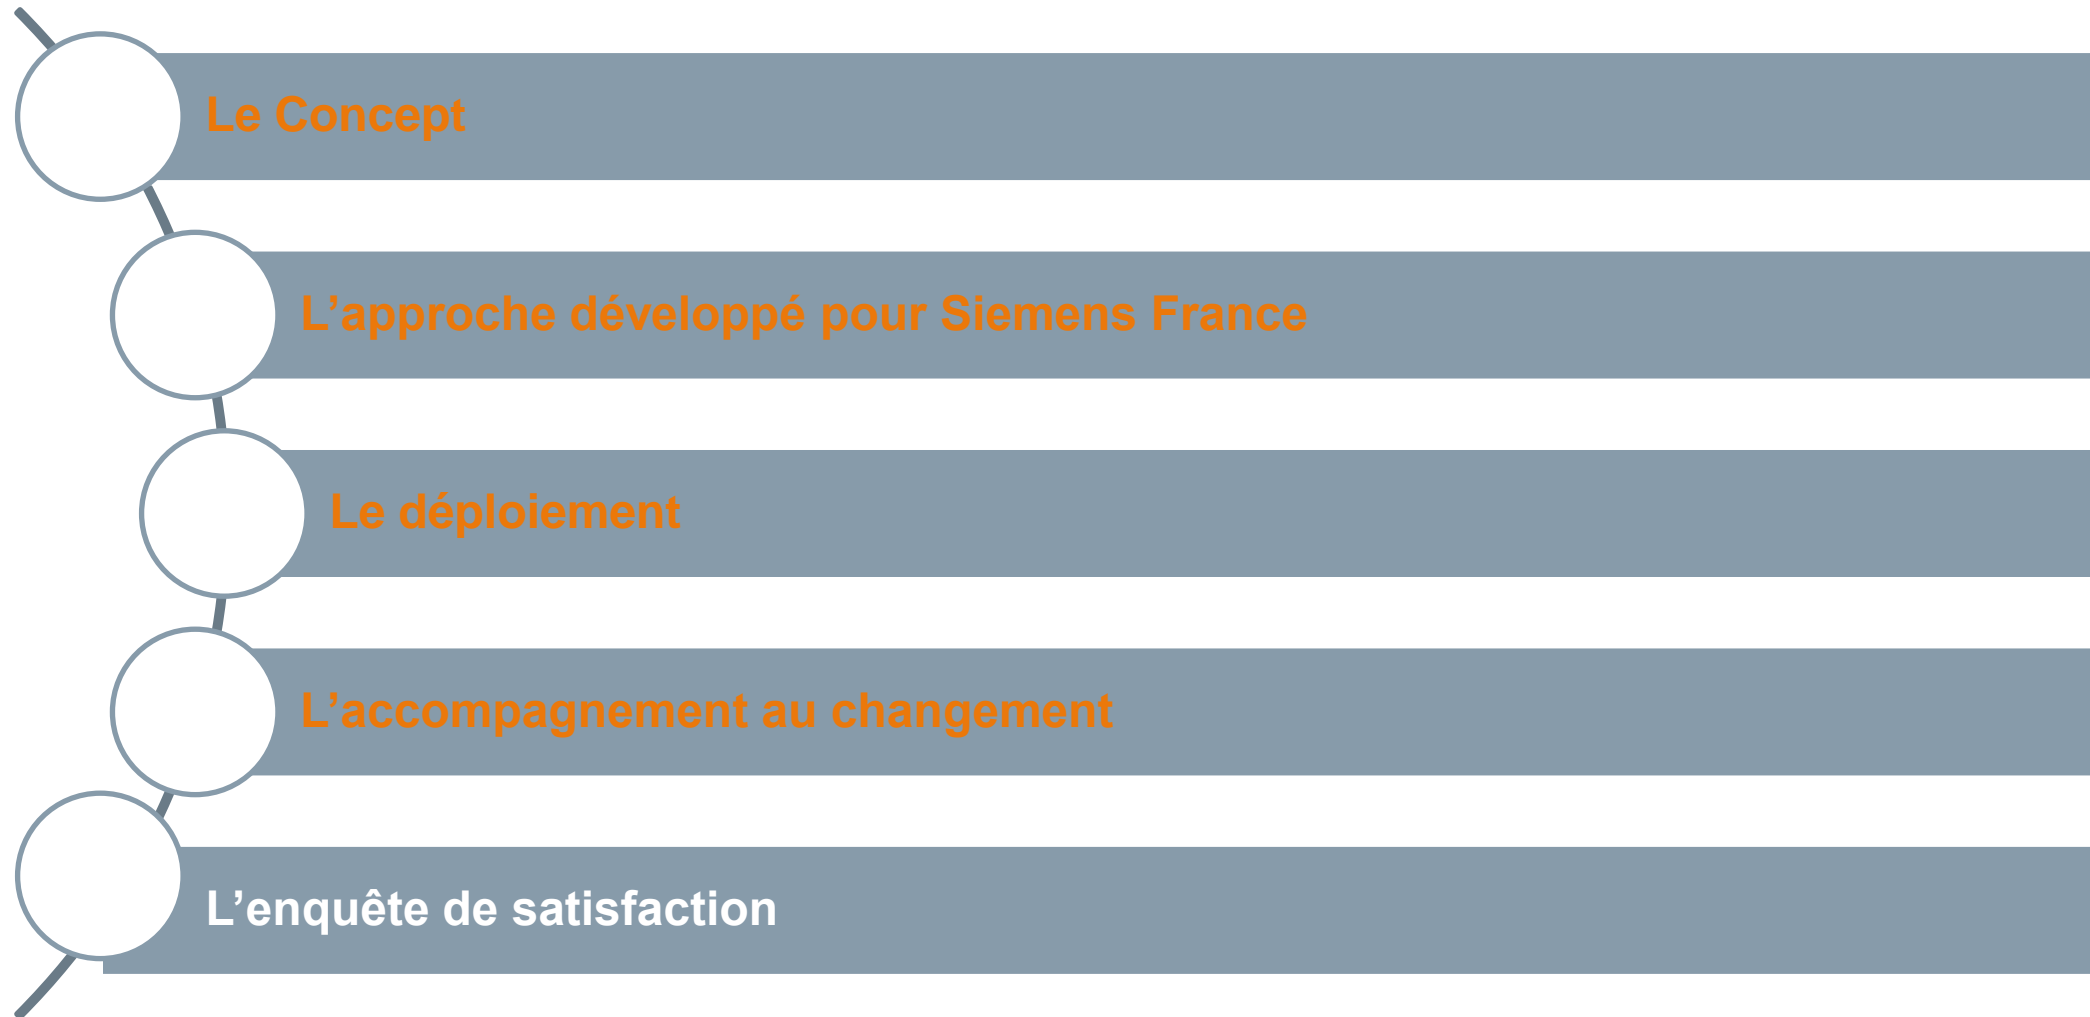 Le Concept
L’approche développé pour Siemens France
Le déploiement
L’accompagnement au changement
L’enquête de satisfaction